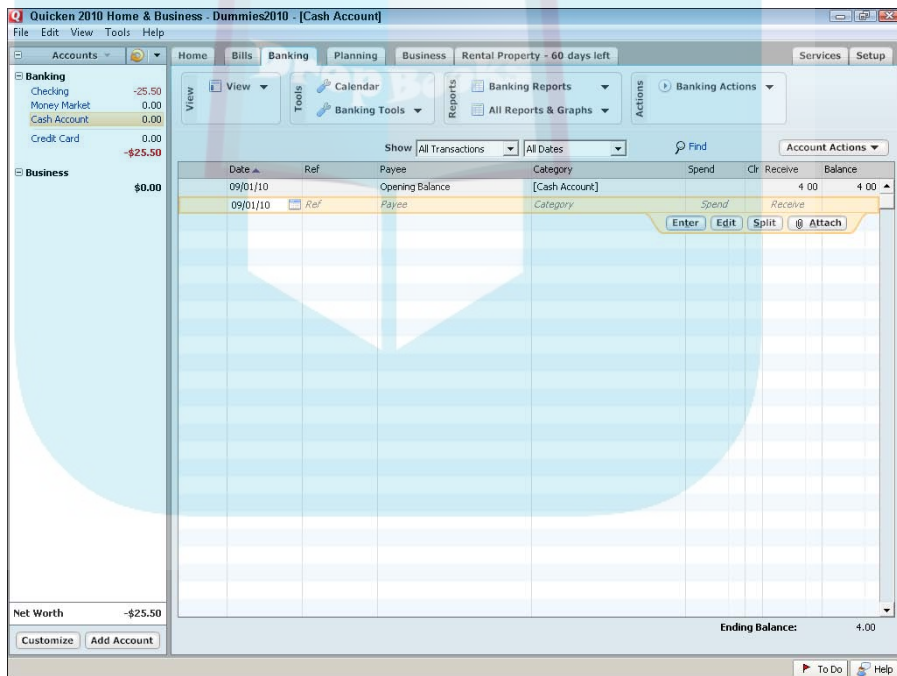 Quicken 2010 Home & Business - Dummies2010 - [Cash Account]
File Edit View Tools Help
Accounts
Home Bills Banking Planning Business Rental Property - 60 days left Services Setup
Banking
Checking -25.50
Money Market 0.00
Cash Account 0.00
Credit Card 0.00
-$25.50
Business
$0.00
View View Tools Calendar Reports Banking Reports Actions Banking Actions
Banking Tools All Reports & Graphs
Show All Transactions All Dates Find Account Actions
Date Ref Payee Category Spend Clr Receive Balance
09/01/10 Opening Balance [Cash Account] 4 00 4 00
09/01/10 Ref Payee Category Spend Receive
Enter Edit Split Attach
Net Worth -$25.50
Customize Add Account
Ending Balance: 4.00
To Do Help